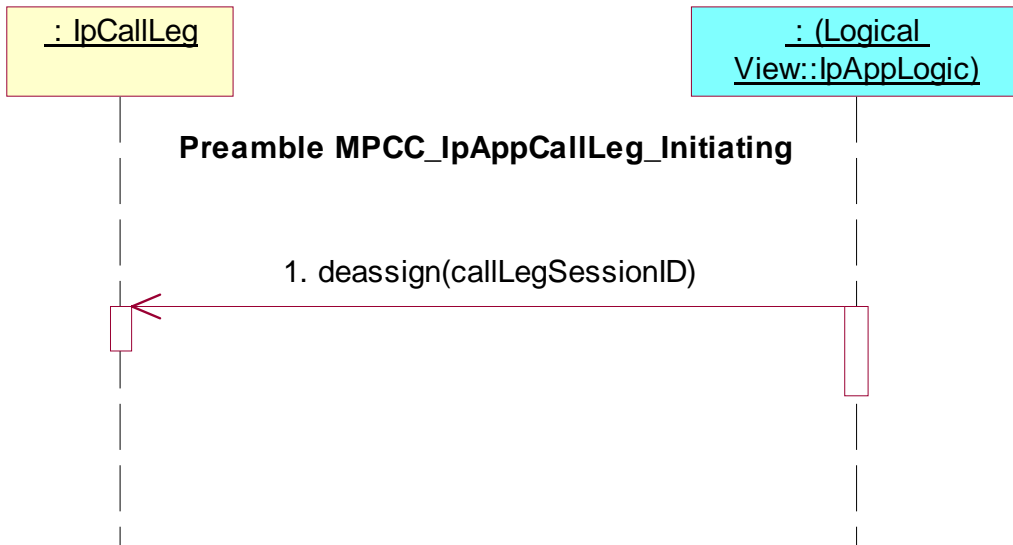 : IpCallLeg
: (Logical
View::IpAppLogic)
Preamble MPCC_IpAppCallLeg_Initiating
1. deassign(callLegSessionID)